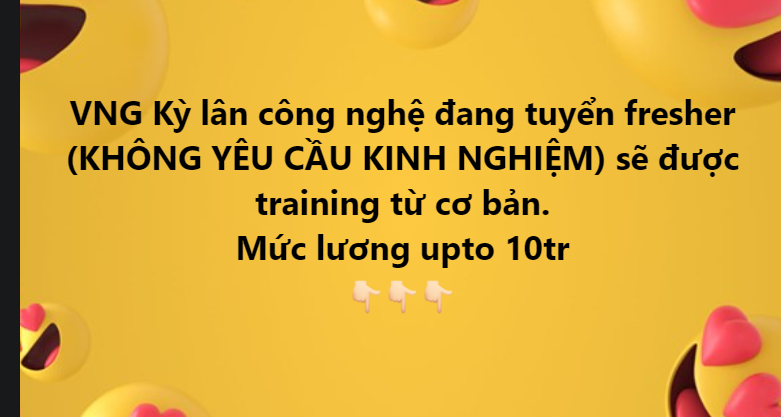 VNG Kỳ lân công nghệ đang tuyển fresher
(KHÔNG YÊU CẦU KINH NGHIỆM) sẽ được
training từ cơ bản.
Mức lương upto 10tr
👇🏻👇🏻👇🏻